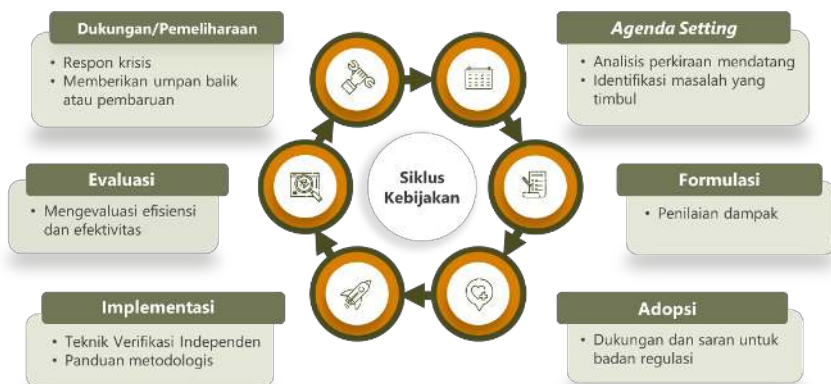 Dukungan/Pemeliharaan
• Respon krisis
• Memberikan umpan balik
atau pembaruan
Agenda Setting
• Analisis perkiraan mendatang
• Identifikasi masalah yang
timbul
Evaluasi
• Mengevaluasi efisiensi
dan efektivitas
Siklus
Kebijakan
Formulasi
• Penilaian dampak
Implementasi
• Teknik Verifikasi Independen
• Panduan metodologis
Adopsi
• Dukungan dan saran untuk
badan regulasi